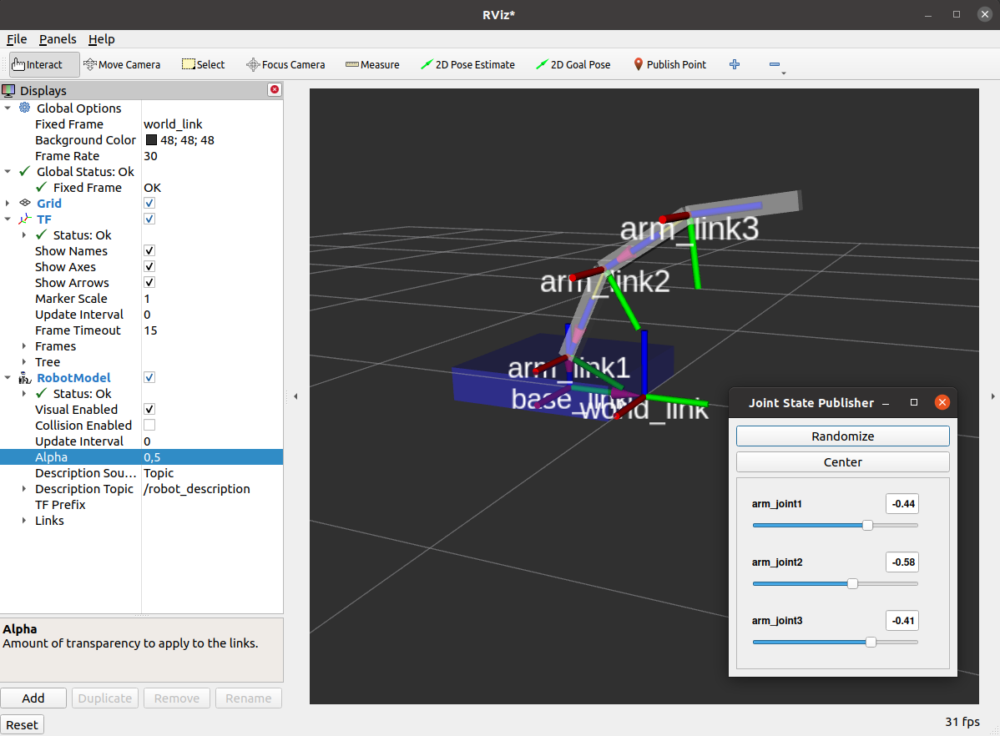 RViz*
File Panels Help
Interact Move Camera Select Focus Camera Measure 2D Pose Estimate 2D Goal Pose Publish Point
Displays
Global Options
Fixed Frame world_link
Background Color 48; 48; 48
Frame Rate 30
Global Status: Ok
Fixed Frame OK
Grid
TF
Status: Ok
Show Names
Show Axes
Show Arrows
Marker Scale 1
Update Interval 0
Frame Timeout 15
Frames
Tree
RobotModel
Status: Ok
Visual Enabled
Collision Enabled
Update Interval 0
Alpha 0,5
Description Sou... Topic
Description Topic /robot_description
TF Prefix
Links
Alpha
Amount of transparency to apply to the links.
Add Duplicate Remove Rename
Reset
arm_link3
arm_link2
arm_link1
base_link
world_link
Joint State Publisher
Randomize
Center
arm_joint1 -0.44
arm_joint2 -0.58
arm_joint3 -0.41
31 fps